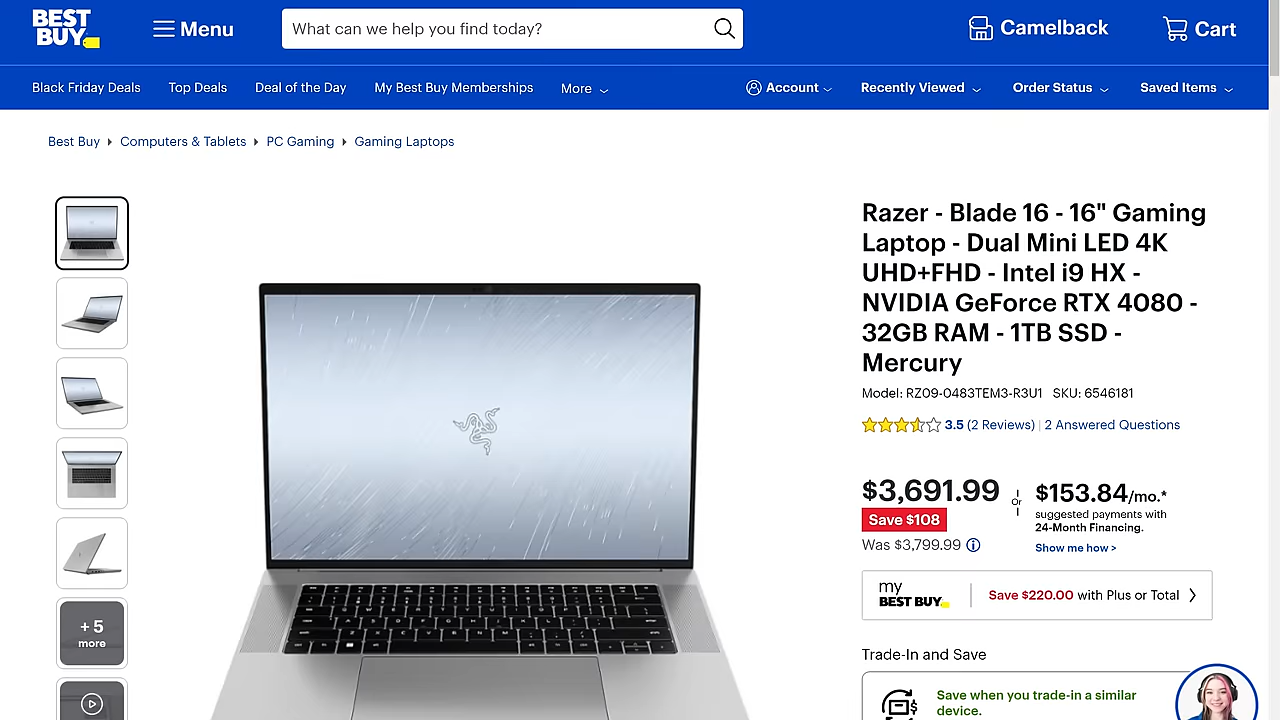 BEST
BUY
Menu
What can we help you find today?
Camelback
Cart
Black Friday Deals
Top Deals
Deal of the Day
My Best Buy Memberships
More
Account
Recently Viewed
Order Status
Saved Items
Best Buy
Computers & Tablets
PC Gaming
Gaming Laptops
Razer - Blade 16 - 16" Gaming
Laptop - Dual Mini LED 4K
UHD+FHD - Intel i9 HX -
NVIDIA GeForce RTX 4080 -
32GB RAM - 1TB SSD -
Mercury
Model: RZ09-0483TEM3-R3U1 SKU: 6546181
3.5 (2 Reviews) | 2 Answered Questions
$3,691.99
Save $108
Was $3,799.99
or
$153.84/mo.*
suggested payments with
24-Month Financing.
Show me how >
my
BEST BUY
Save $220.00 with Plus or Total
Trade-In and Save
Save when you trade-in a similar
device.
+ 5
more